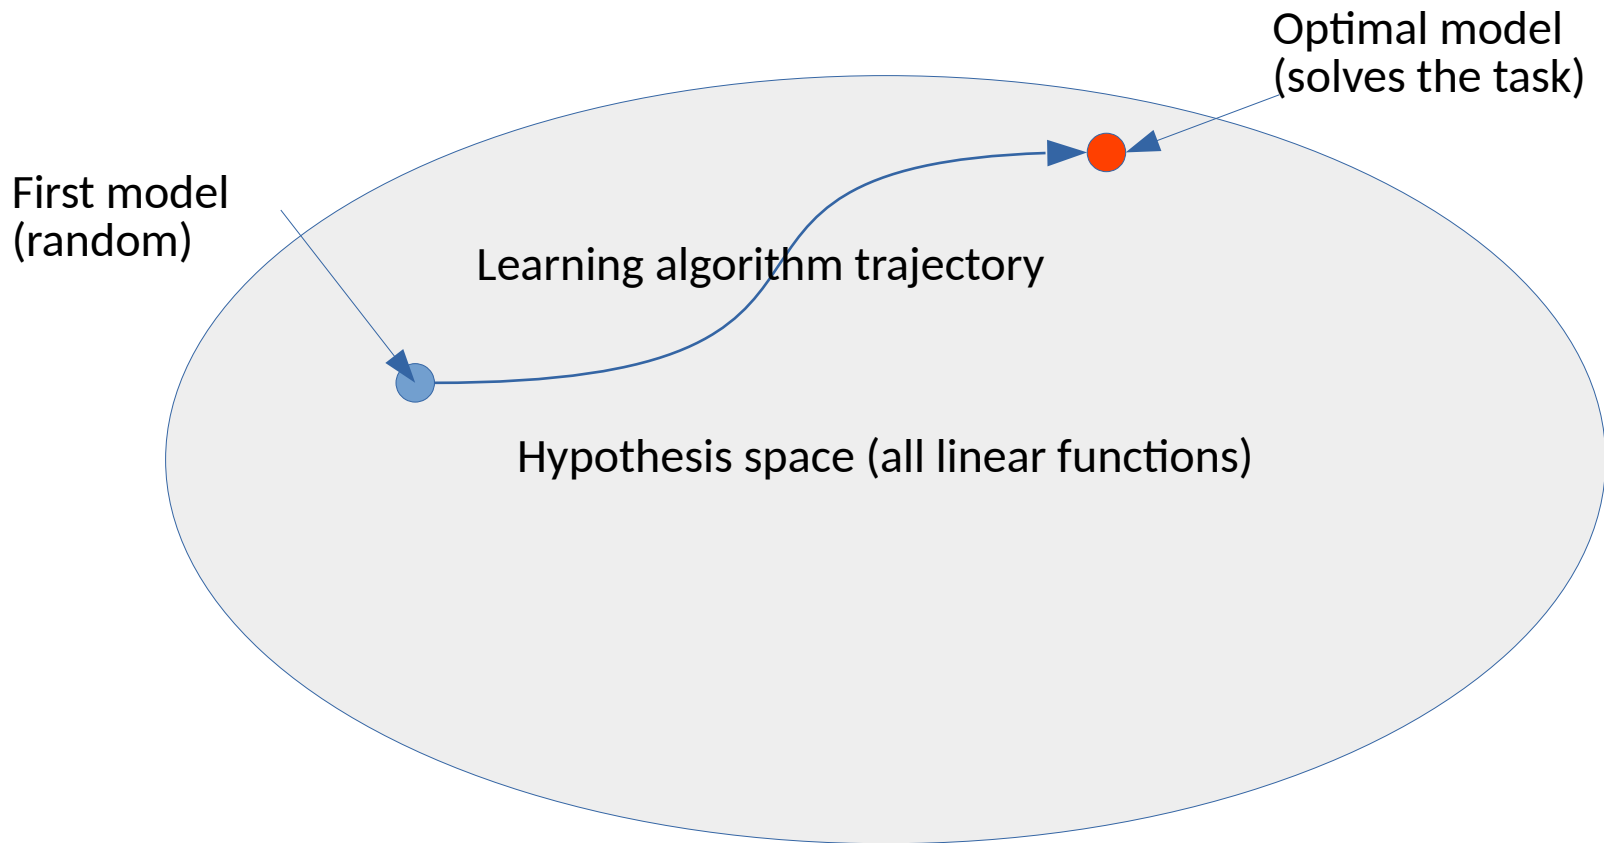 Optimal model
(solves the task)
First model
(random)
Learning algorithm trajectory
Hypothesis space (all linear functions)